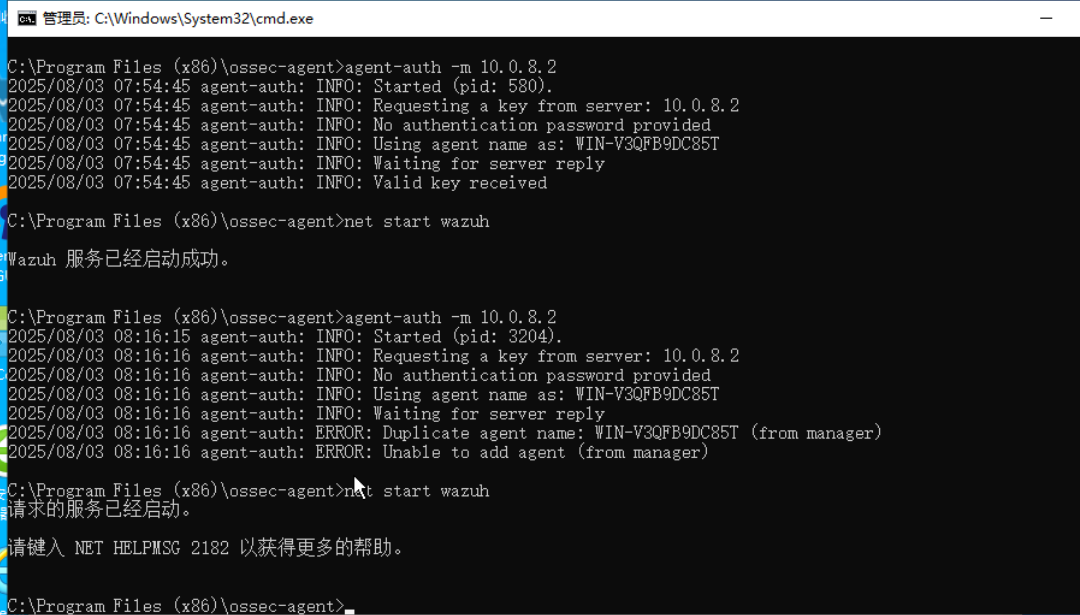 管理员: C:\Windows\System32\cmd.exe
C:\Program Files (x86)\ossec-agent>agent-auth -m 10.0.8.2
2025/08/03 07:54:45 agent-auth: INFO: Started (pid: 580).
2025/08/03 07:54:45 agent-auth: INFO: Requesting a key from server: 10.0.8.2
2025/08/03 07:54:45 agent-auth: INFO: No authentication password provided
2025/08/03 07:54:45 agent-auth: INFO: Using agent name as: WIN-V3QFB9DC85T
2025/08/03 07:54:45 agent-auth: INFO: Waiting for server reply
2025/08/03 07:54:45 agent-auth: INFO: Valid key received
C:\Program Files (x86)\ossec-agent>net start wazuh
Wazuh 服务已经启动成功。
C:\Program Files (x86)\ossec-agent>agent-auth -m 10.0.8.2
2025/08/03 08:16:15 agent-auth: INFO: Started (pid: 3204).
2025/08/03 08:16:16 agent-auth: INFO: Requesting a key from server: 10.0.8.2
2025/08/03 08:16:16 agent-auth: INFO: No authentication password provided
2025/08/03 08:16:16 agent-auth: INFO: Using agent name as: WIN-V3QFB9DC85T
2025/08/03 08:16:16 agent-auth: INFO: Waiting for server reply
2025/08/03 08:16:16 agent-auth: ERROR: Duplicate agent name: WIN-V3QFB9DC85T (from manager)
2025/08/03 08:16:16 agent-auth: ERROR: Unable to add agent (from manager)
C:\Program Files (x86)\ossec-agent>net start wazuh
请求的服务已经启动。
请键入 NET HELPMSG 2182 以获得更多的帮助。
C:\Program Files (x86)\ossec-agent>